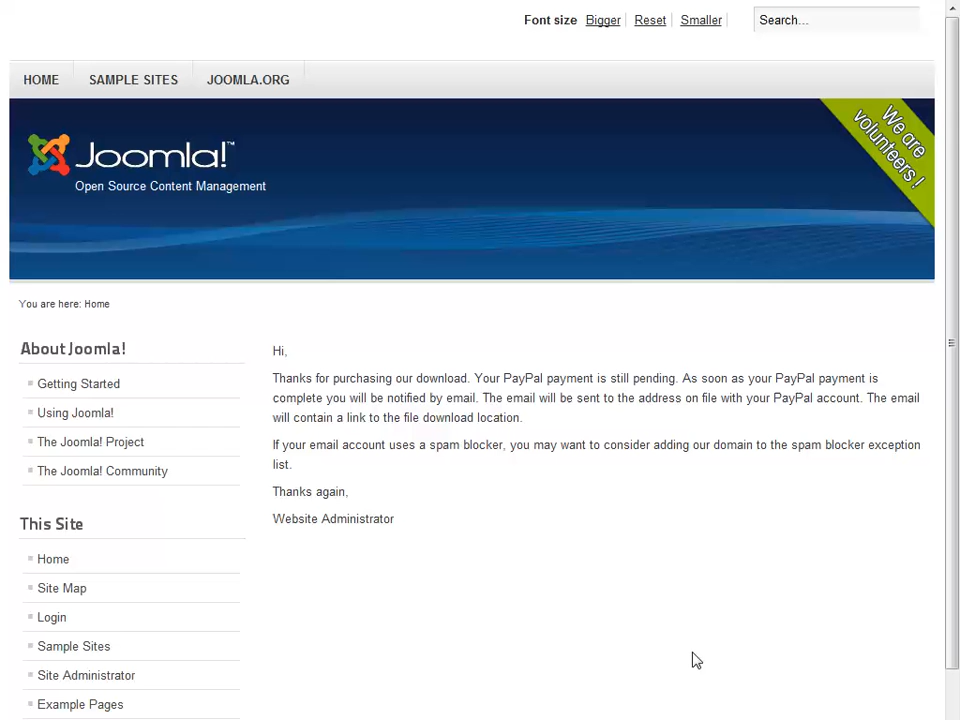 Font size Bigger Reset Smaller Search...
HOME SAMPLE SITES JOOMLA.ORG
We are
volunteers!
Joomla!™
Open Source Content Management
You are here: Home
About Joomla!
Getting Started
Using Joomla!
The Joomla! Project
The Joomla! Community
This Site
Home
Site Map
Login
Sample Sites
Site Administrator
Example Pages
Hi,
Thanks for purchasing our download. Your PayPal payment is still pending. As soon as your PayPal payment is
complete you will be notified by email. The email will be sent to the address on file with your PayPal account. The email
will contain a link to the file download location.
If your email account uses a spam blocker, you may want to consider adding our domain to the spam blocker exception
list.
Thanks again,
Website Administrator